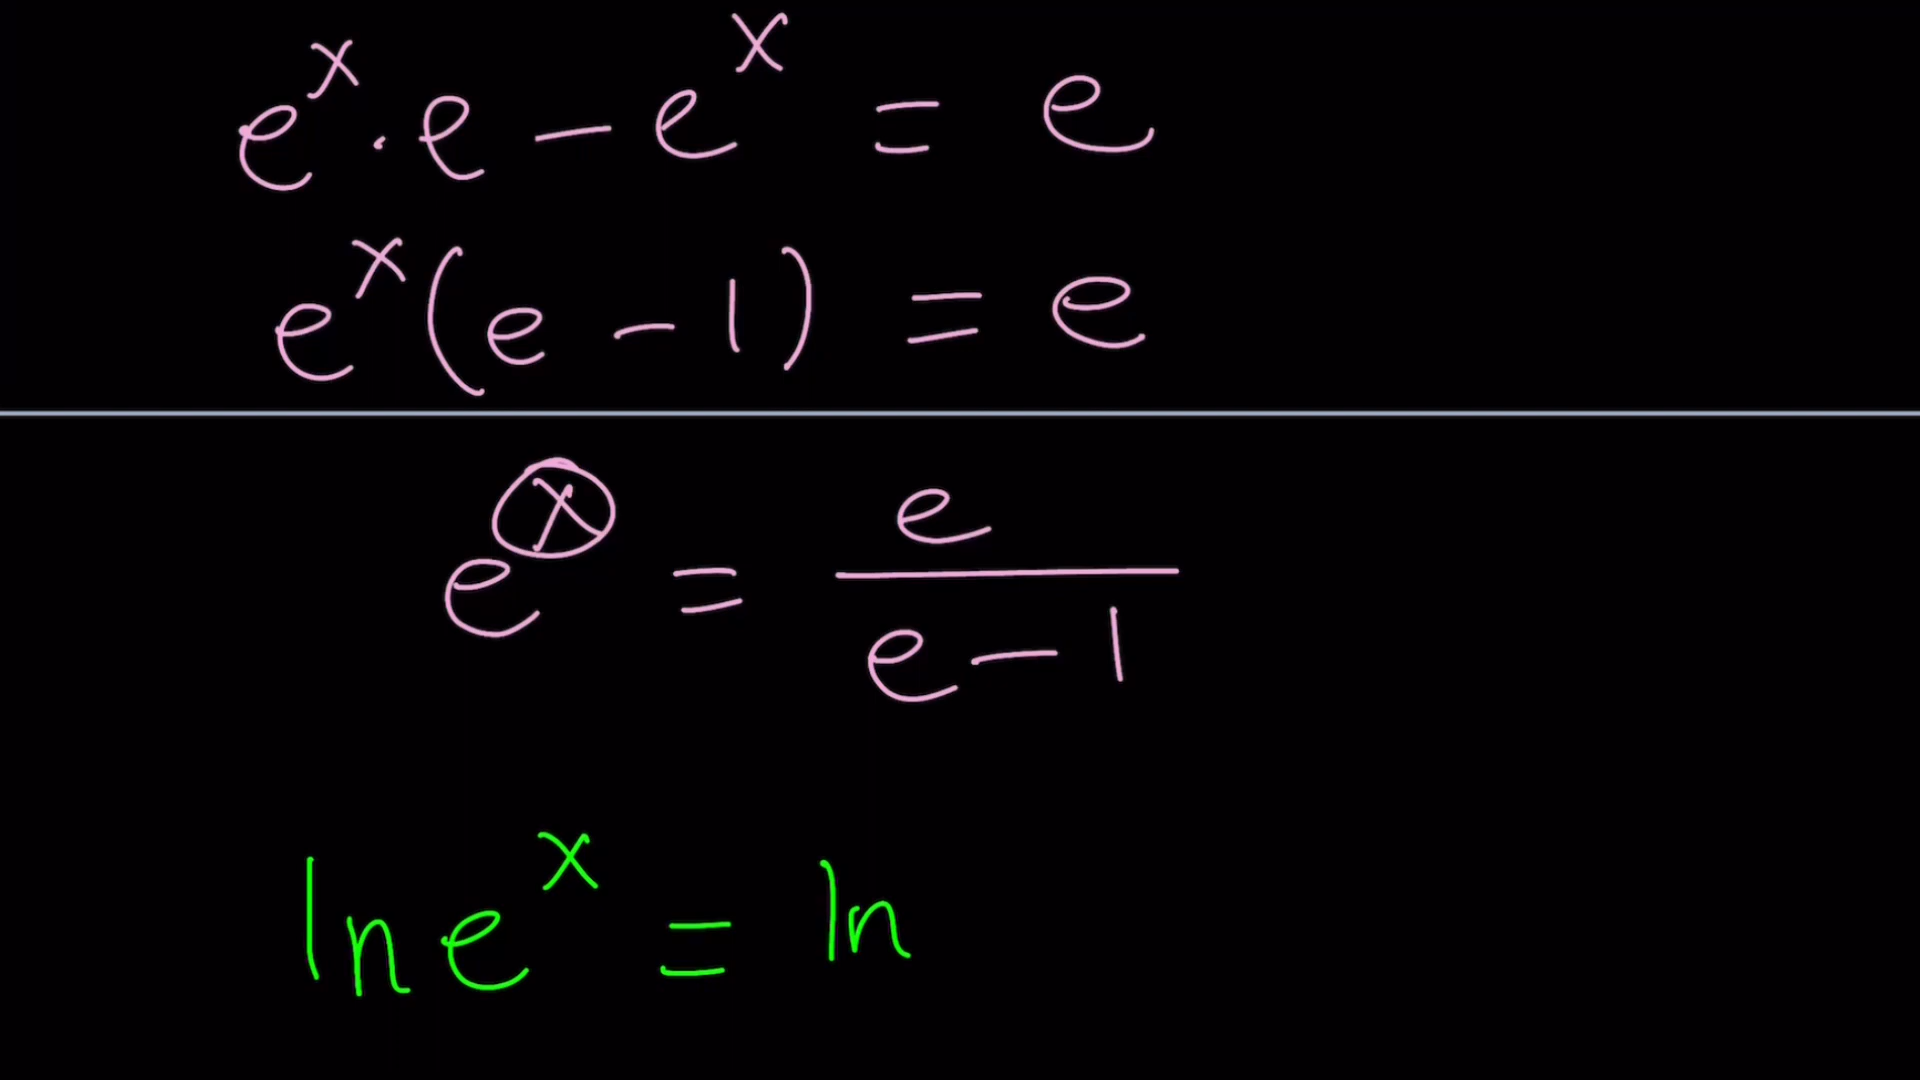 e^x · e − e^x = e
e^x (e − 1) = e
e^x = e / (e − 1)
ln e^x = ln